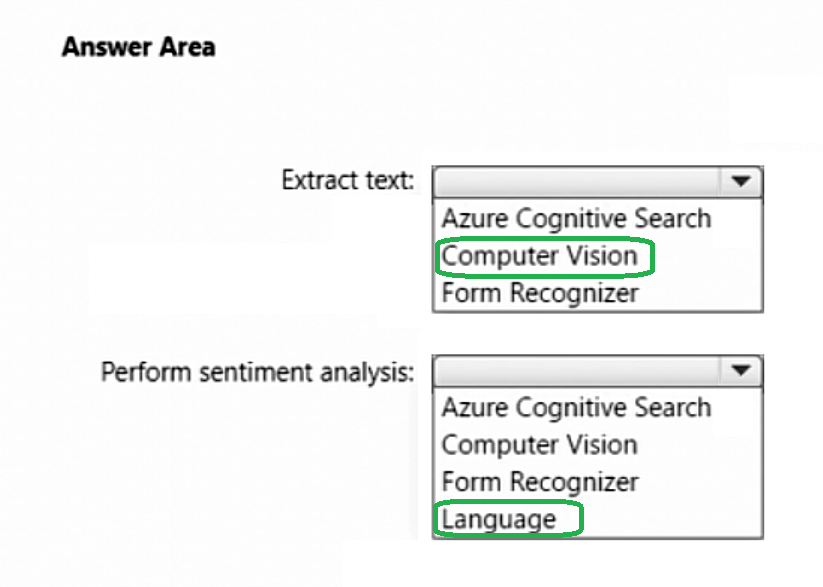 Answer Area
Extract text:
Azure Cognitive Search
Computer Vision
Form Recognizer
Perform sentiment analysis:
Azure Cognitive Search
Computer Vision
Form Recognizer
Language